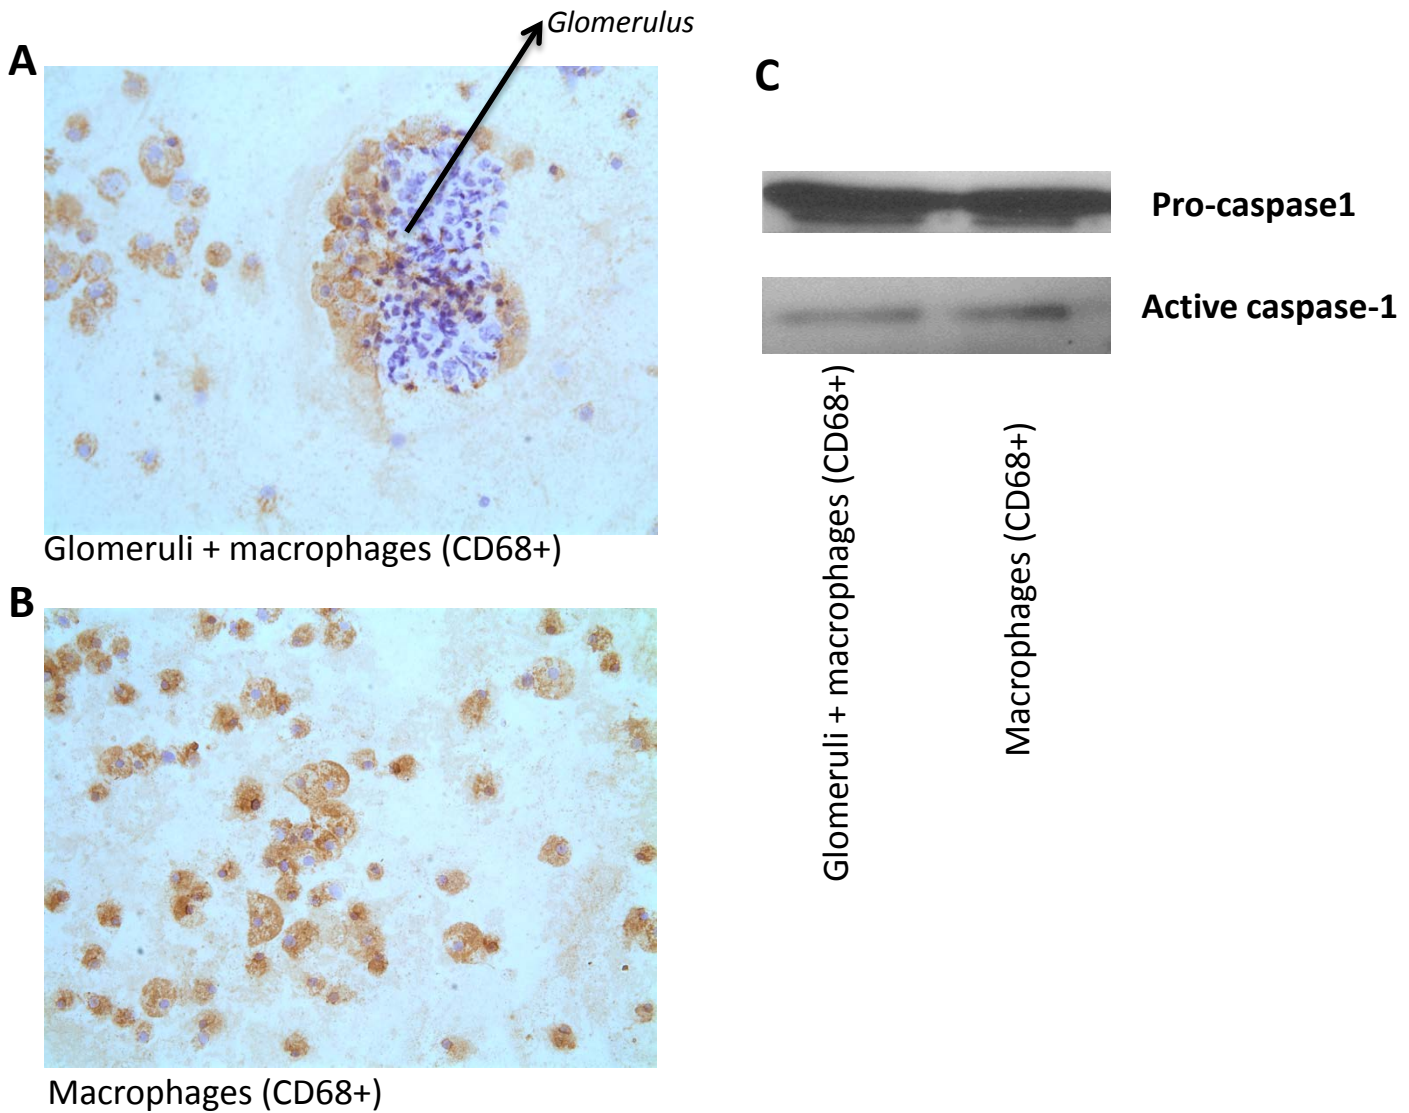 Glomerulus
A
Glomeruli + macrophages (CD68+)
B
Macrophages (CD68+)
C
Pro-caspase1
Active caspase-1
Glomeruli + macrophages (CD68+)
Macrophages (CD68+)